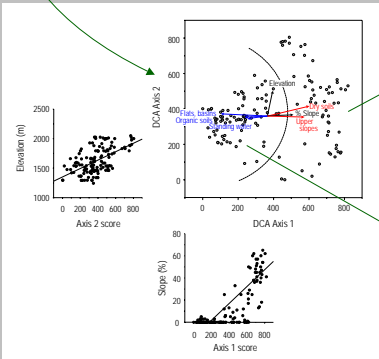 800
600
400
200
0
DCA Axis 2
Elevation
Dry soils
% Slope
Flats, basins
Organic soils
Standing water
Upper
slopes
0 200 400 600 800
DCA Axis 1
2500
2000
1500
1000
Elevation (m)
0 200 400 600 800
Axis 2 score
80
60
40
20
0
Slope (%)
0 200 400 600 800
Axis 1 score